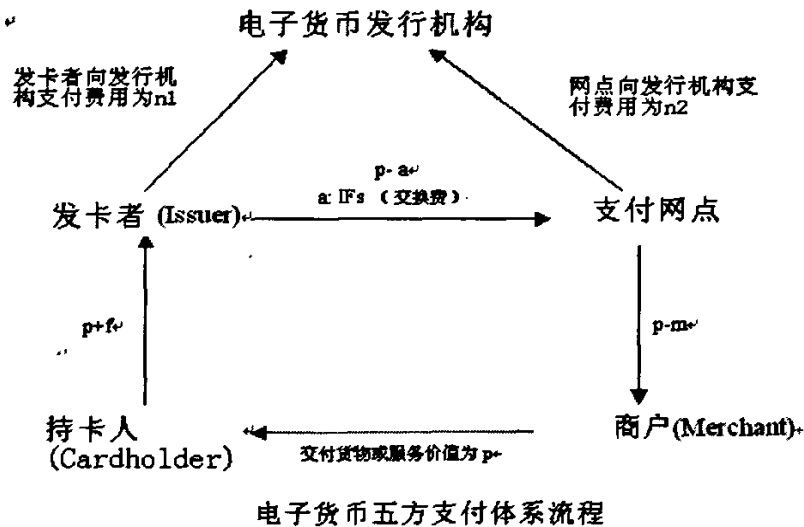 电子货币发行机构
发卡者向发行机
构支付费用为n1
网点向发行机构支
付费用为n2
p-a
a: IFs （交换费）
发卡者 (Issuer)
支付网点
p+f
p-m
持卡人
(Cardholder)
商户(Merchant)
交付货物或服务价值为 p
电子货币五方支付体系流程